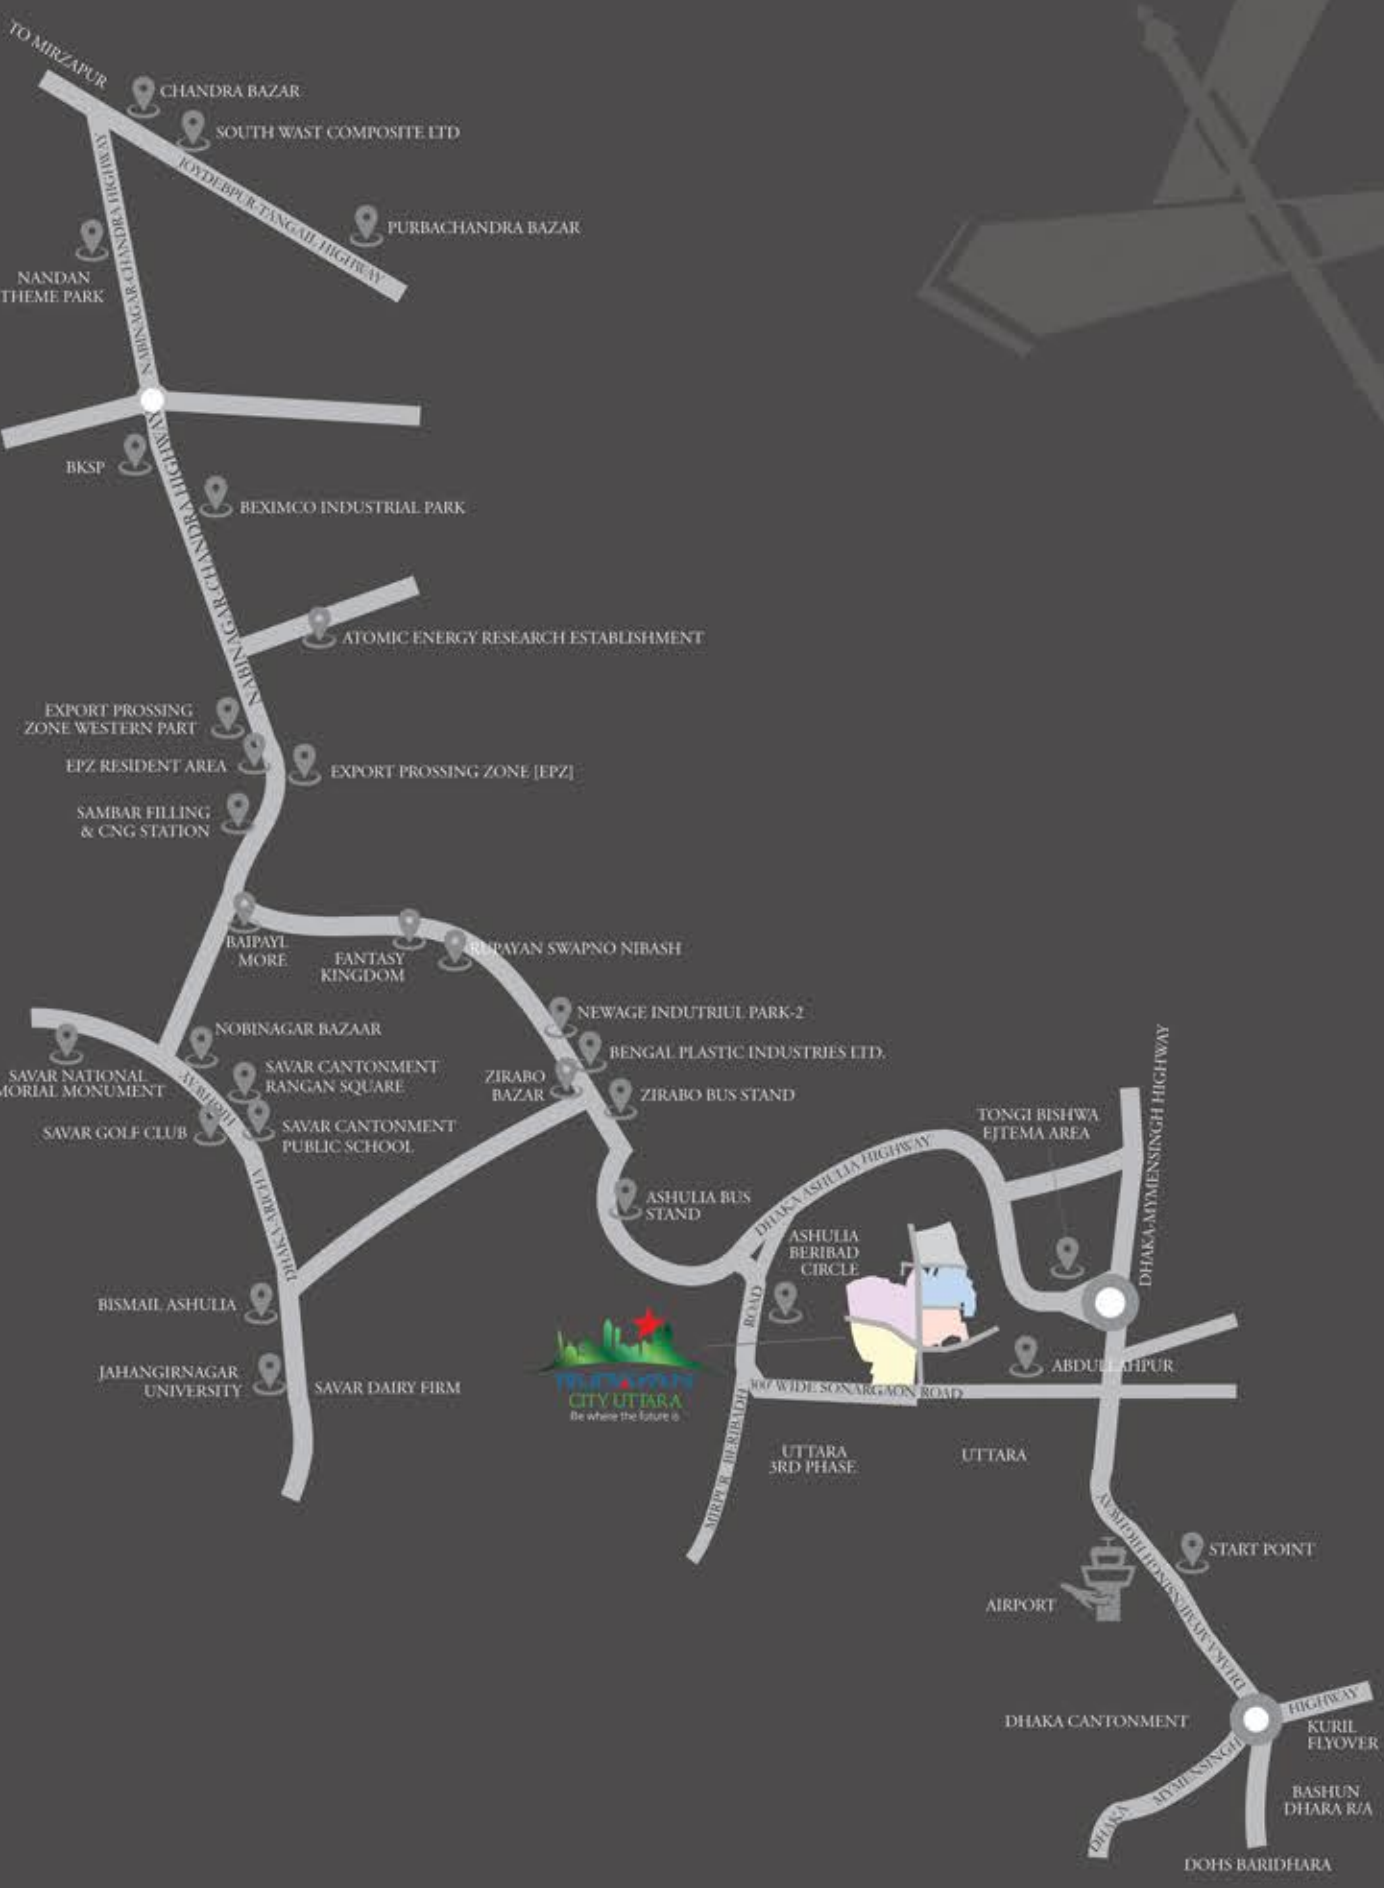 TO MIRZAPUR
CHANDRA BAZAR
SOUTH WAST COMPOSITE LTD
JOYDEBPUR-TANGAIL HIGHWAY
PURBACHANDRA BAZAR
NABINAGAR-CHANDRA HIGHWAY
NANDAN
THEME PARK
BKSP
NABINAGAR-CHANDRA HIGHWAY
BEXIMCO INDUSTRIAL PARK
ATOMIC ENERGY RESEARCH ESTABLISHMENT
EXPORT PROSSING
ZONE WESTERN PART
EPZ RESIDENT AREA
EXPORT PROSSING ZONE [EPZ]
SAMBAR FILLING
& CNG STATION
BAIPAYL
MORE
FANTASY
KINGDOM
RUPAYAN SWAPNO NIBASH
NEWAGE INDUTRIUL PARK-2
NOBINAGAR BAZAAR
BENGAL PLASTIC INDUSTRIES LTD.
SAVAR NATIONAL
MORIAL MONUMENT
SAVAR CANTONMENT
RANGAN SQUARE
ZIRABO
BAZAR
ZIRABO BUS STAND
SAVAR GOLF CLUB
SAVAR CANTONMENT
PUBLIC SCHOOL
DHAKA-ARICHA HIGHWAY
TONGI BISHWA
EJTEMA AREA
DHAKA-MYMENSINGH HIGHWAY
DHAKA ASHULIA HIGHWAY
ASHULIA BUS
STAND
ASHULIA
BERIBAD
CIRCLE
BISMAIL ASHULIA
JAHANGIRNAGAR
UNIVERSITY
SAVAR DAIRY FIRM
CITY UTTARA
Be where the future is
MIRPUR BERIBADH ROAD
300' WIDE SONARGAON ROAD
ABDULLAHPUR
UTTARA
3RD PHASE
UTTARA
DHAKA-MYMENSINGH HIGHWAY
START POINT
AIRPORT
DHAKA CANTONMENT
DHAKA MYMENSINGH HIGHWAY
KURIL
FLYOVER
BASHUN
DHARA R/A
DOHS BARIDHARA